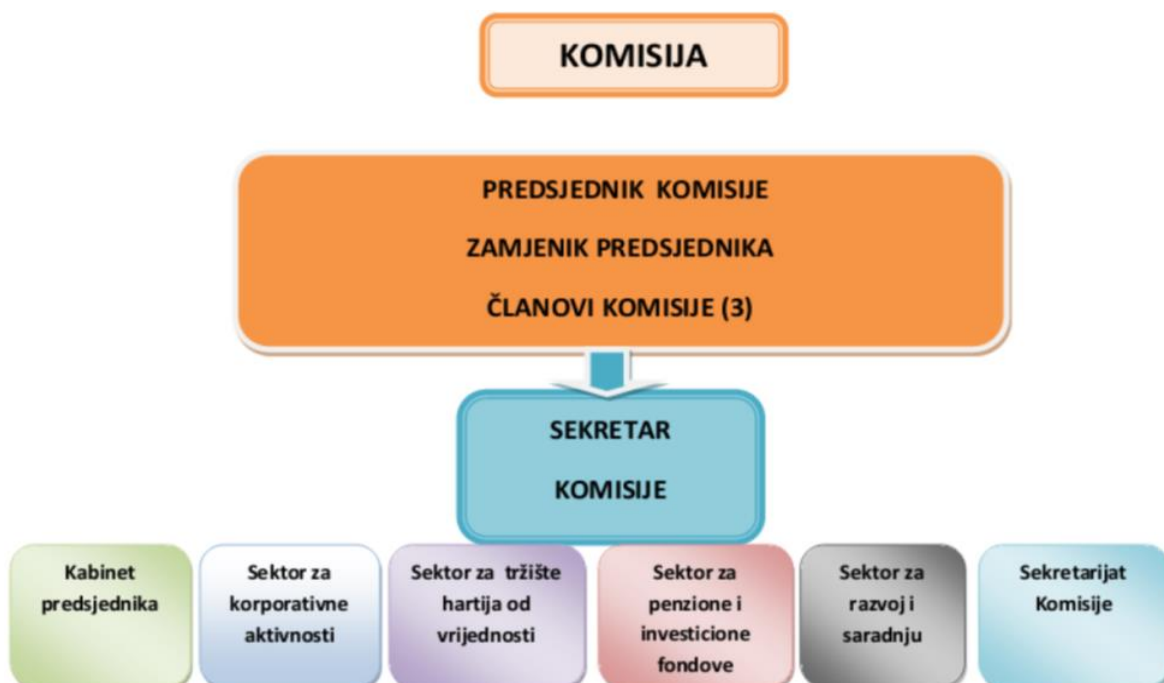 KOMISIJA
PREDSJEDNIK KOMISIJE
ZAMJENIK PREDSJEDNIKA
ČLANOVI KOMISIJE (3)
SEKRETAR
KOMISIJE
Kabinet
predsjednika
Sektor za
korporativne
aktivnosti
Sektor za tržište
hartija od
vrijednosti
Sektor za
penzione i
investicione
fondove
Sektor za
razvoj i
saradnju
Sekretarijat
Komisije